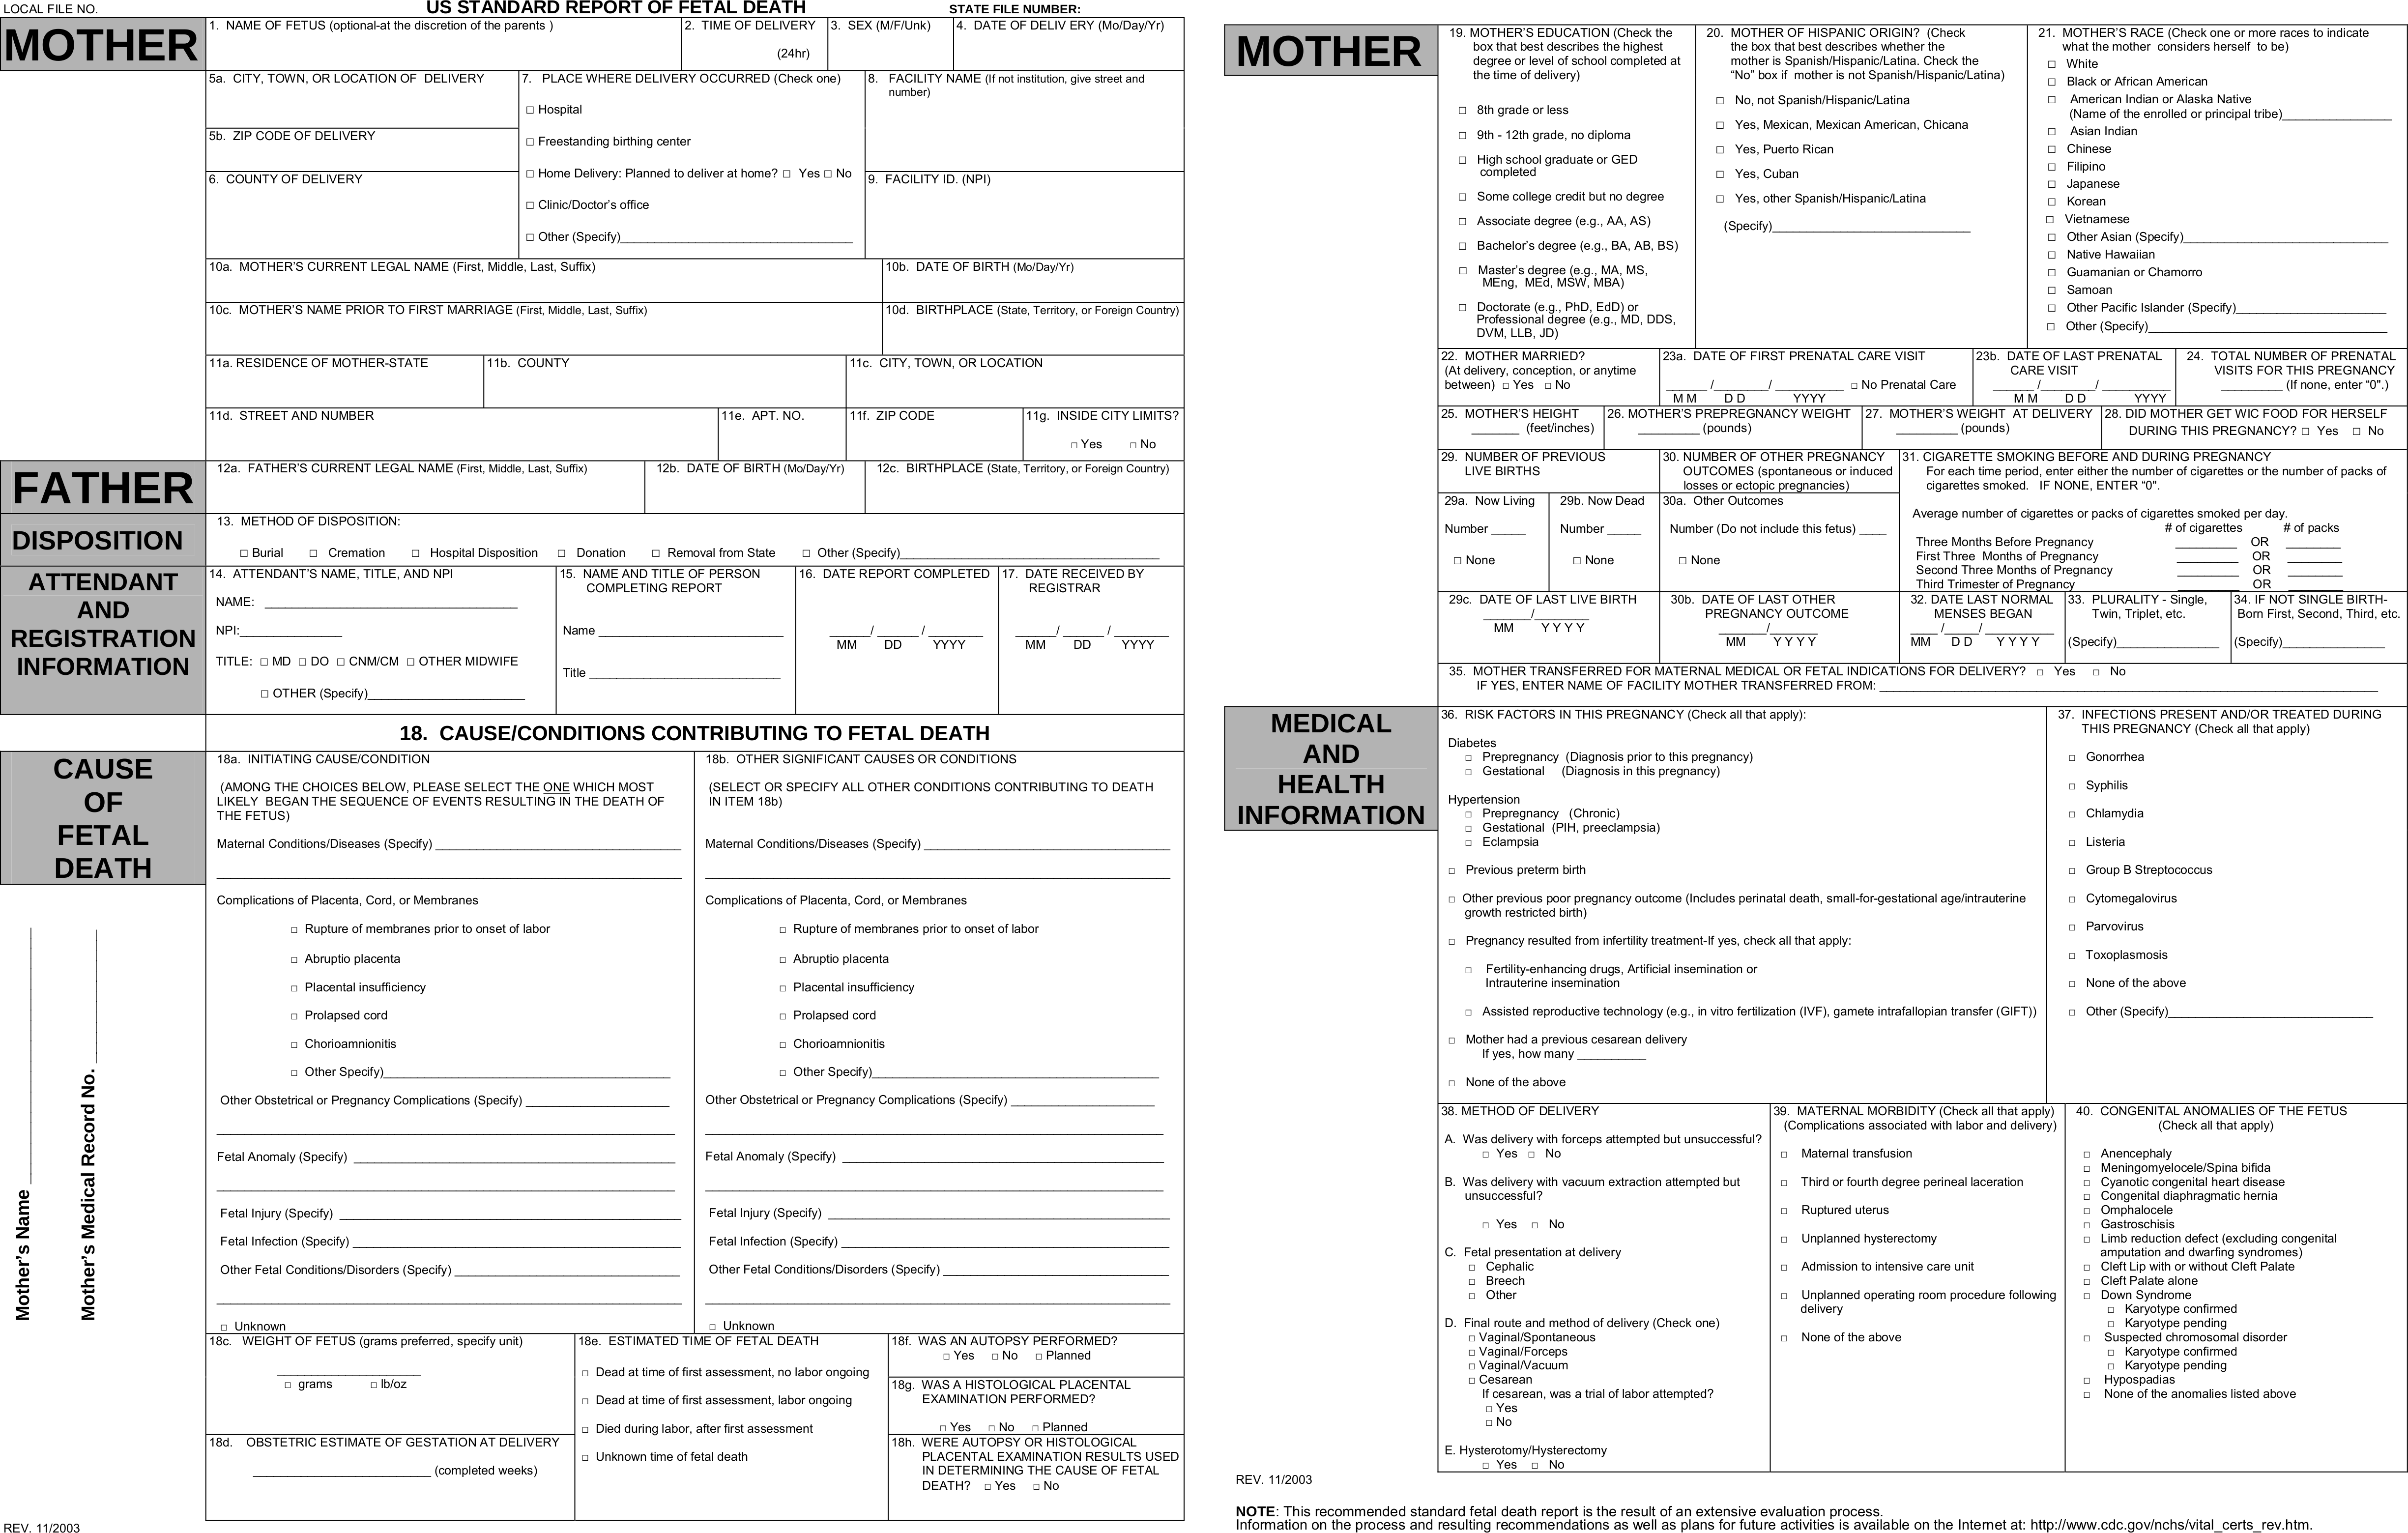 LOCAL FILE NO.
US STANDARD REPORT OF FETAL DEATH
STATE FILE NUMBER:
MOTHER
1. NAME OF FETUS (optional-at the discretion of the parents )
2. TIME OF DELIVERY
(24hr)
3. SEX (M/F/Unk)
4. DATE OF DELIV ERY (Mo/Day/Yr)
5a. CITY, TOWN, OR LOCATION OF DELIVERY
5b. ZIP CODE OF DELIVERY
6. COUNTY OF DELIVERY
7. PLACE WHERE DELIVERY OCCURRED (Check one)
□ Hospital
□ Freestanding birthing center
□ Home Delivery: Planned to deliver at home? □ Yes □ No
□ Clinic/Doctor's office
□ Other (Specify)____________________
8. FACILITY NAME (If not institution, give street and
number)
9. FACILITY ID. (NPI)
10a. MOTHER'S CURRENT LEGAL NAME (First, Middle, Last, Suffix)
10b. DATE OF BIRTH (Mo/Day/Yr)
10c. MOTHER'S NAME PRIOR TO FIRST MARRIAGE (First, Middle, Last, Suffix)
10d. BIRTHPLACE (State, Territory, or Foreign Country)
11a. RESIDENCE OF MOTHER-STATE
11b. COUNTY
11c. CITY, TOWN, OR LOCATION
11d. STREET AND NUMBER
11e. APT. NO.
11f. ZIP CODE
11g. INSIDE CITY LIMITS?
□ Yes □ No
FATHER
12a. FATHER'S CURRENT LEGAL NAME (First, Middle, Last, Suffix)
12b. DATE OF BIRTH (Mo/Day/Yr)
12c. BIRTHPLACE (State, Territory, or Foreign Country)
DISPOSITION
13. METHOD OF DISPOSITION:
□ Burial □ Cremation □ Hospital Disposition □ Donation □ Removal from State □ Other (Specify)____________________
ATTENDANT
AND
REGISTRATION
INFORMATION
14. ATTENDANT'S NAME, TITLE, AND NPI
NAME: ____________________
NPI:____________________
TITLE: □ MD □ DO □ CNM/CM □ OTHER MIDWIFE
□ OTHER (Specify)____________________
15. NAME AND TITLE OF PERSON
COMPLETING REPORT
Name ____________________
Title ____________________
16. DATE REPORT COMPLETED
______/ ______ / ________
MM DD YYYY
17. DATE RECEIVED BY
REGISTRAR
______/ ______ / ________
MM DD YYYY
18. CAUSE/CONDITIONS CONTRIBUTING TO FETAL DEATH
CAUSE
OF
FETAL
DEATH
Mother's Name ____________________
Mother's Medical Record No. ____________________
18a. INITIATING CAUSE/CONDITION
(AMONG THE CHOICES BELOW, PLEASE SELECT THE ONE WHICH MOST
LIKELY BEGAN THE SEQUENCE OF EVENTS RESULTING IN THE DEATH OF
THE FETUS)
Maternal Conditions/Diseases (Specify) ____________________
Complications of Placenta, Cord, or Membranes
□ Rupture of membranes prior to onset of labor
□ Abruptio placenta
□ Placental insufficiency
□ Prolapsed cord
□ Chorioamnionitis
□ Other Specify)____________________
Other Obstetrical or Pregnancy Complications (Specify) ____________________
Fetal Anomaly (Specify) ____________________
Fetal Injury (Specify) ____________________
Fetal Infection (Specify) ____________________
Other Fetal Conditions/Disorders (Specify) ____________________
□ Unknown
18b. OTHER SIGNIFICANT CAUSES OR CONDITIONS
(SELECT OR SPECIFY ALL OTHER CONDITIONS CONTRIBUTING TO DEATH
IN ITEM 18b)
Maternal Conditions/Diseases (Specify) ____________________
Complications of Placenta, Cord, or Membranes
□ Rupture of membranes prior to onset of labor
□ Abruptio placenta
□ Placental insufficiency
□ Prolapsed cord
□ Chorioamnionitis
□ Other Specify)____________________
Other Obstetrical or Pregnancy Complications (Specify) ____________________
Fetal Anomaly (Specify) ____________________
Fetal Injury (Specify) ____________________
Fetal Infection (Specify) ____________________
Other Fetal Conditions/Disorders (Specify) ____________________
□ Unknown
18c. WEIGHT OF FETUS (grams preferred, specify unit)
____________________
□ grams □ lb/oz
18d. OBSTETRIC ESTIMATE OF GESTATION AT DELIVERY
____________________ (completed weeks)
18e. ESTIMATED TIME OF FETAL DEATH
□ Dead at time of first assessment, no labor ongoing
□ Dead at time of first assessment, labor ongoing
□ Died during labor, after first assessment
□ Unknown time of fetal death
18f. WAS AN AUTOPSY PERFORMED?
□ Yes □ No □ Planned
18g. WAS A HISTOLOGICAL PLACENTAL
EXAMINATION PERFORMED?
□ Yes □ No □ Planned
18h. WERE AUTOPSY OR HISTOLOGICAL
PLACENTAL EXAMINATION RESULTS USED
IN DETERMINING THE CAUSE OF FETAL
DEATH? □ Yes □ No
REV. 11/2003
MOTHER
19. MOTHER'S EDUCATION (Check the
box that best describes the highest
degree or level of school completed at
the time of delivery)
□ 8th grade or less
□ 9th - 12th grade, no diploma
□ High school graduate or GED
completed
□ Some college credit but no degree
□ Associate degree (e.g., AA, AS)
□ Bachelor's degree (e.g., BA, AB, BS)
□ Master's degree (e.g., MA, MS,
MEng, MEd, MSW, MBA)
□ Doctorate (e.g., PhD, EdD) or
Professional degree (e.g., MD, DDS,
DVM, LLB, JD)
20. MOTHER OF HISPANIC ORIGIN? (Check
the box that best describes whether the
mother is Spanish/Hispanic/Latina. Check the
"No" box if mother is not Spanish/Hispanic/Latina)
□ No, not Spanish/Hispanic/Latina
□ Yes, Mexican, Mexican American, Chicana
□ Yes, Puerto Rican
□ Yes, Cuban
□ Yes, other Spanish/Hispanic/Latina
(Specify)____________________
21. MOTHER'S RACE (Check one or more races to indicate
what the mother considers herself to be)
□ White
□ Black or African American
□ American Indian or Alaska Native
(Name of the enrolled or principal tribe)________________
□ Asian Indian
□ Chinese
□ Filipino
□ Japanese
□ Korean
□ Vietnamese
□ Other Asian (Specify)____________________
□ Native Hawaiian
□ Guamanian or Chamorro
□ Samoan
□ Other Pacific Islander (Specify)____________________
□ Other (Specify)____________________
22. MOTHER MARRIED?
(At delivery, conception, or anytime
between) □ Yes □ No
23a. DATE OF FIRST PRENATAL CARE VISIT
______ /________/ __________ □ No Prenatal Care
M M D D YYYY
23b. DATE OF LAST PRENATAL
CARE VISIT
______ /________/ __________
M M D D YYYY
24. TOTAL NUMBER OF PRENATAL
VISITS FOR THIS PREGNANCY
_________ (If none, enter "0".)
25. MOTHER'S HEIGHT
_______ (feet/inches)
26. MOTHER'S PREPREGNANCY WEIGHT
_________ (pounds)
27. MOTHER'S WEIGHT AT DELIVERY
_________ (pounds)
28. DID MOTHER GET WIC FOOD FOR HERSELF
DURING THIS PREGNANCY? □ Yes □ No
29. NUMBER OF PREVIOUS
LIVE BIRTHS
29a. Now Living
Number _____
□ None
29b. Now Dead
Number _____
□ None
30. NUMBER OF OTHER PREGNANCY
OUTCOMES (spontaneous or induced
losses or ectopic pregnancies)
30a. Other Outcomes
Number (Do not include this fetus) ____
□ None
31. CIGARETTE SMOKING BEFORE AND DURING PREGNANCY
For each time period, enter either the number of cigarettes or the number of packs of
cigarettes smoked. IF NONE, ENTER "0".
Average number of cigarettes or packs of cigarettes smoked per day.
# of cigarettes # of packs
Three Months Before Pregnancy _________ OR ________
First Three Months of Pregnancy _________ OR ________
Second Three Months of Pregnancy _________ OR ________
Third Trimester of Pregnancy _________ OR ________
29c. DATE OF LAST LIVE BIRTH
_______/________
MM Y Y Y Y
30b. DATE OF LAST OTHER
PREGNANCY OUTCOME
_______/_______
MM Y Y Y Y
32. DATE LAST NORMAL
MENSES BEGAN
____ /_____/ __________
MM D D Y Y Y Y
33. PLURALITY - Single,
Twin, Triplet, etc.
(Specify)_______________
34. IF NOT SINGLE BIRTH-
Born First, Second, Third, etc.
(Specify)_______________
35. MOTHER TRANSFERRED FOR MATERNAL MEDICAL OR FETAL INDICATIONS FOR DELIVERY? □ Yes □ No
IF YES, ENTER NAME OF FACILITY MOTHER TRANSFERRED FROM: ____________________
MEDICAL
AND
HEALTH
INFORMATION
36. RISK FACTORS IN THIS PREGNANCY (Check all that apply):
Diabetes
□ Prepregnancy (Diagnosis prior to this pregnancy)
□ Gestational (Diagnosis in this pregnancy)
Hypertension
□ Prepregnancy (Chronic)
□ Gestational (PIH, preeclampsia)
□ Eclampsia
□ Previous preterm birth
□ Other previous poor pregnancy outcome (Includes perinatal death, small-for-gestational age/intrauterine
growth restricted birth)
□ Pregnancy resulted from infertility treatment-If yes, check all that apply:
□ Fertility-enhancing drugs, Artificial insemination or
Intrauterine insemination
□ Assisted reproductive technology (e.g., in vitro fertilization (IVF), gamete intrafallopian transfer (GIFT))
□ Mother had a previous cesarean delivery
If yes, how many __________
□ None of the above
37. INFECTIONS PRESENT AND/OR TREATED DURING
THIS PREGNANCY (Check all that apply)
□ Gonorrhea
□ Syphilis
□ Chlamydia
□ Listeria
□ Group B Streptococcus
□ Cytomegalovirus
□ Parvovirus
□ Toxoplasmosis
□ None of the above
□ Other (Specify)____________________
38. METHOD OF DELIVERY
A. Was delivery with forceps attempted but unsuccessful?
□ Yes □ No
B. Was delivery with vacuum extraction attempted but
unsuccessful?
□ Yes □ No
C. Fetal presentation at delivery
□ Cephalic
□ Breech
□ Other
D. Final route and method of delivery (Check one)
□ Vaginal/Spontaneous
□ Vaginal/Forceps
□ Vaginal/Vacuum
□ Cesarean
If cesarean, was a trial of labor attempted?
□ Yes
□ No
E. Hysterotomy/Hysterectomy
□ Yes □ No
39. MATERNAL MORBIDITY (Check all that apply)
(Complications associated with labor and delivery)
□ Maternal transfusion
□ Third or fourth degree perineal laceration
□ Ruptured uterus
□ Unplanned hysterectomy
□ Admission to intensive care unit
□ Unplanned operating room procedure following
delivery
□ None of the above
40. CONGENITAL ANOMALIES OF THE FETUS
(Check all that apply)
□ Anencephaly
□ Meningomyelocele/Spina bifida
□ Cyanotic congenital heart disease
□ Congenital diaphragmatic hernia
□ Omphalocele
□ Gastroschisis
□ Limb reduction defect (excluding congenital
amputation and dwarfing syndromes)
□ Cleft Lip with or without Cleft Palate
□ Cleft Palate alone
□ Down Syndrome
□ Karyotype confirmed
□ Karyotype pending
□ Suspected chromosomal disorder
□ Karyotype confirmed
□ Karyotype pending
□ Hypospadias
□ None of the anomalies listed above
REV. 11/2003
NOTE: This recommended standard fetal death report is the result of an extensive evaluation process.
Information on the process and resulting recommendations as well as plans for future activities is available on the Internet at: http://www.cdc.gov/nchs/vital_certs_rev.htm.